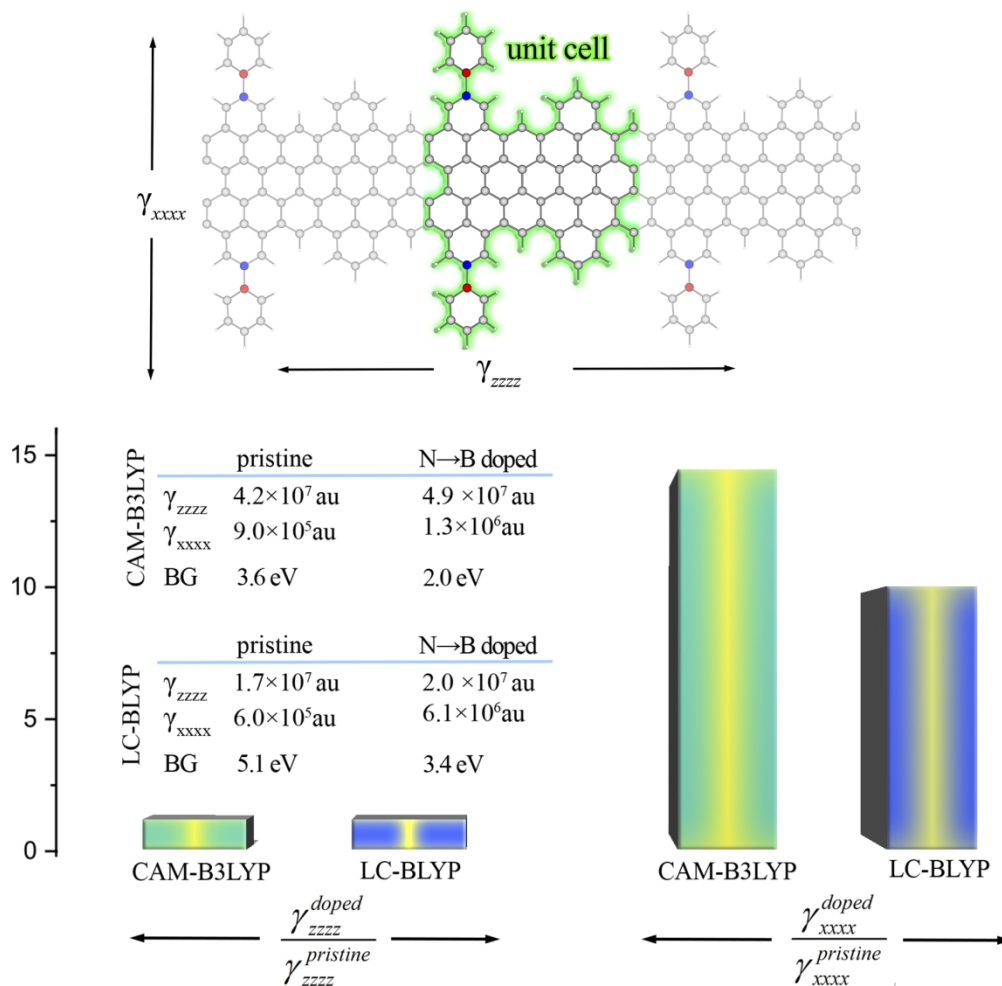 unit cell
γxxxx
γzzzz
15
10
5
0
CAM-B3LYP
pristine N→B doped
γzzzz 4.2×10⁷ au 4.9 ×10⁷ au
γxxxx 9.0×10⁵au 1.3×10⁶au
BG 3.6 eV 2.0 eV
LC-BLYP
pristine N→B doped
γzzzz 1.7×10⁷ au 2.0 ×10⁷ au
γxxxx 6.0×10⁵au 6.1×10⁶au
BG 5.1 eV 3.4 eV
CAM-B3LYP LC-BLYP CAM-B3LYP LC-BLYP
γzzzz^doped
γzzzz^pristine
γxxxx^doped
γxxxx^pristine